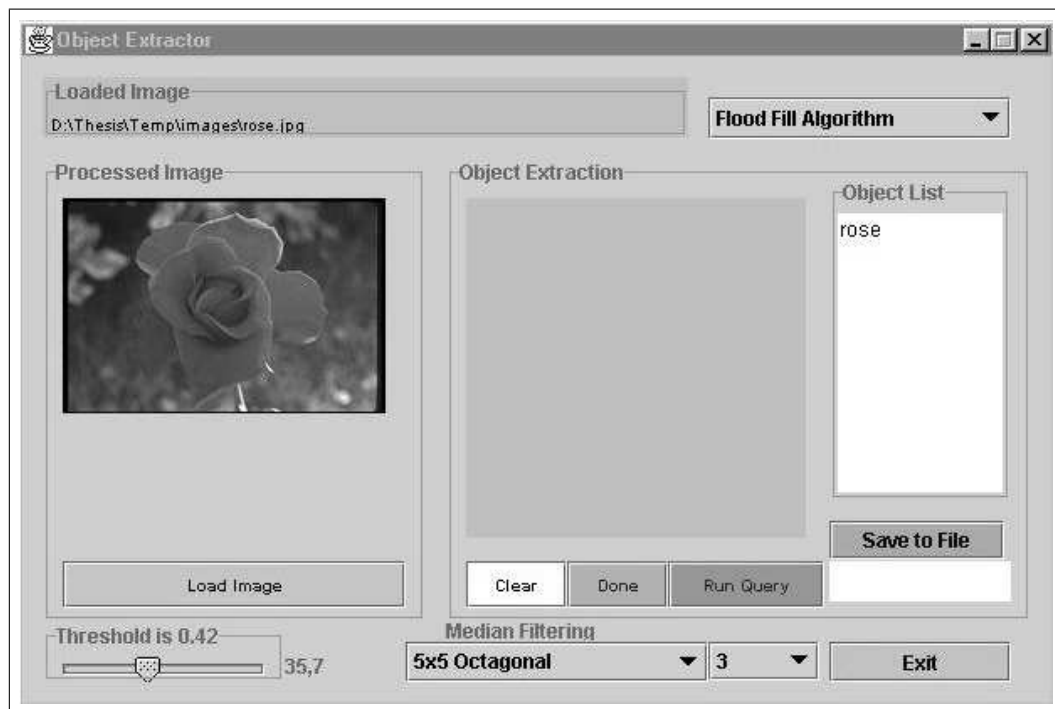 Object Extractor
Loaded Image
D:\Thesis\Temp\images\rose.jpg
Flood Fill Algorithm
Processed Image
Object Extraction
Object List
rose
Save to File
Load Image
Clear
Done
Run Query
Threshold is 0.42
35,7
Median Filtering
5x5 Octagonal
3
Exit